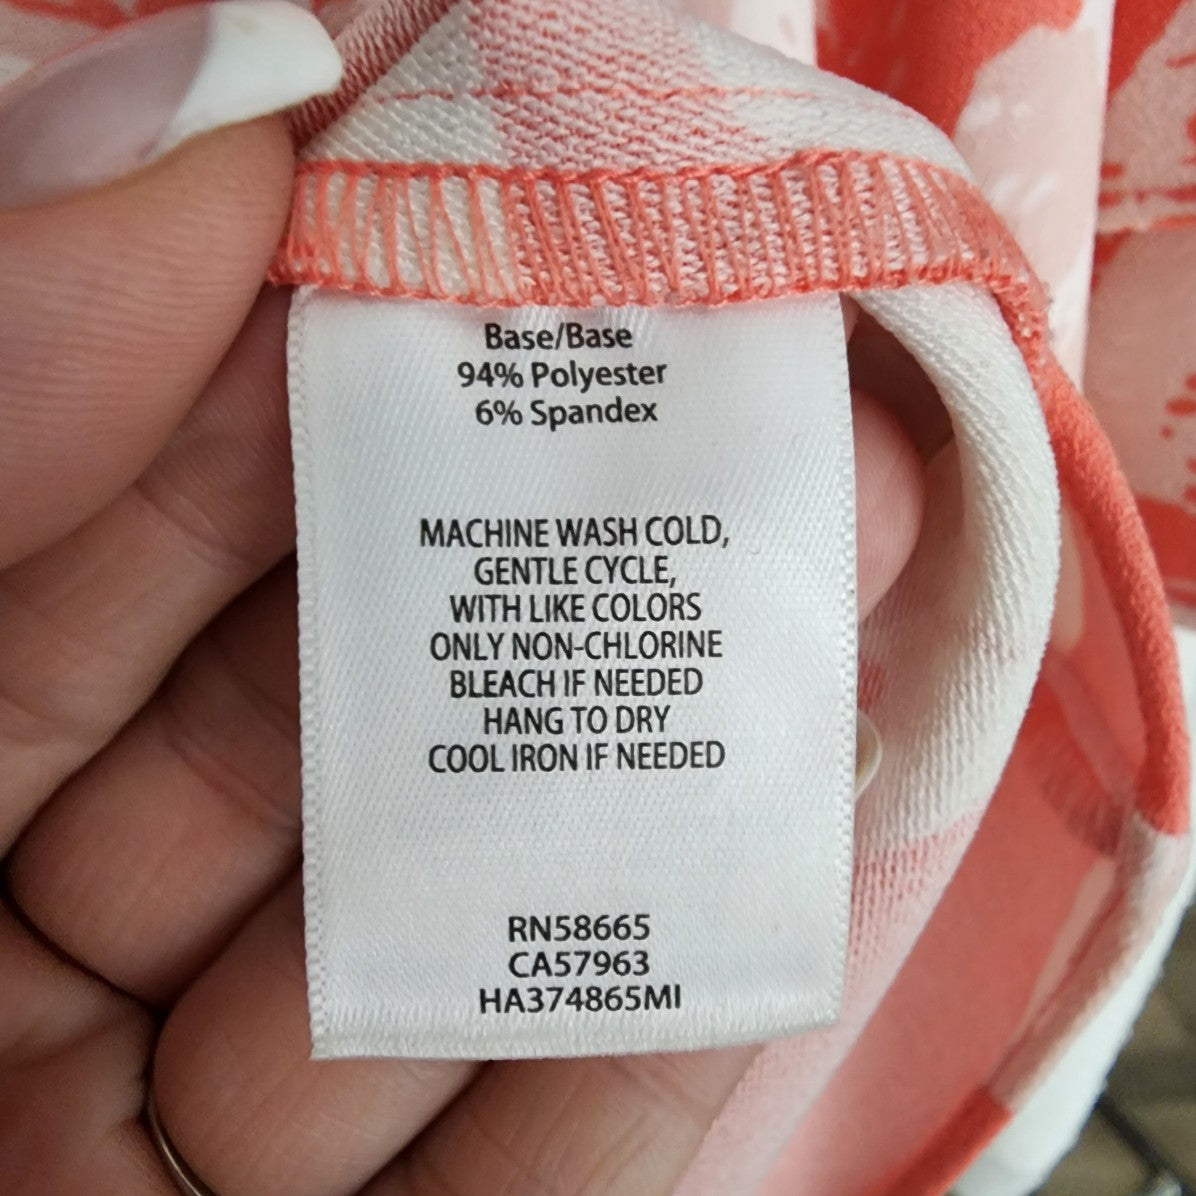 Base/Base
94% Polyester
6% Spandex
MACHINE WASH COLD,
GENTLE CYCLE,
WITH LIKE COLORS
ONLY NON-CHLORINE
BLEACH IF NEEDED
HANG TO DRY
COOL IRON IF NEEDED
RN58665
CA57963
HA374865MI